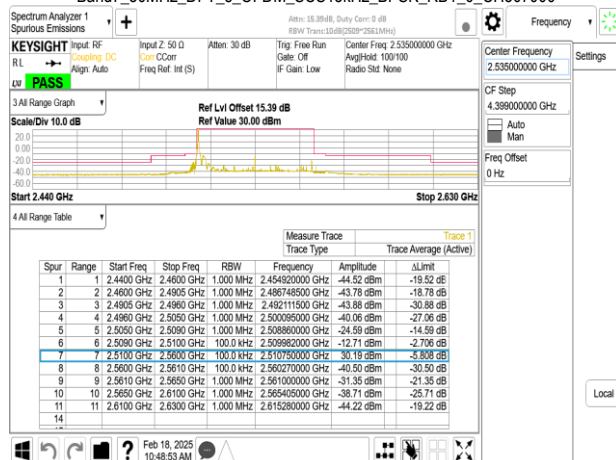 Spectrum Analyzer 1
Spurious Emissions
Atten: 15.39dB, Duty Corr: 0 dB
RBW Trans:10dB(2509*2561MHz)
Frequency
KEYSIGHT
RL
PASS
Input: RF
Coupling: DC
Align: Auto
Input Z: 50 Ω
Corr CCorr
Freq Ref: Int (S)
Atten: 30 dB
Trig: Free Run
Gate: Off
IF Gain: Low
Center Freq: 2.535000000 GHz
Avg|Hold: 100/100
Radio Std: None
Center Frequency
2.535000000 GHz
Settings
CF Step
4.399000000 GHz
Auto
Man
Freq Offset
0 Hz
3 All Range Graph
Scale/Div 10.0 dB
Ref Lvl Offset 15.39 dB
Ref Value 30.00 dBm
20.0
0.00
-20.0
-40.0
-60.0
Start 2.440 GHz
Stop 2.630 GHz
4 All Range Table
Measure Trace Trace 1
Trace Type Trace Average (Active)
Spur Range Start Freq Stop Freq RBW Frequency Amplitude ΔLimit
1 1 2.4400 GHz 2.4600 GHz 1.000 MHz 2.454920000 GHz -44.52 dBm -19.52 dB
2 2 2.4600 GHz 2.4905 GHz 1.000 MHz 2.486748500 GHz -43.78 dBm -18.78 dB
3 3 2.4905 GHz 2.4960 GHz 1.000 MHz 2.492111500 GHz -43.88 dBm -30.88 dB
4 4 2.4960 GHz 2.5050 GHz 1.000 MHz 2.500095000 GHz -40.06 dBm -27.06 dB
5 5 2.5050 GHz 2.5090 GHz 1.000 MHz 2.508860000 GHz -24.59 dBm -14.59 dB
6 6 2.5090 GHz 2.5100 GHz 100.0 kHz 2.509982000 GHz -12.71 dBm -2.706 dB
7 7 2.5100 GHz 2.5600 GHz 100.0 kHz 2.510750000 GHz 30.19 dBm -5.808 dB
8 8 2.5600 GHz 2.5610 GHz 100.0 kHz 2.560270000 GHz -40.50 dBm -30.50 dB
9 9 2.5610 GHz 2.5650 GHz 1.000 MHz 2.561000000 GHz -31.35 dBm -21.35 dB
10 10 2.5650 GHz 2.6100 GHz 1.000 MHz 2.565405000 GHz -38.71 dBm -25.71 dB
11 11 2.6100 GHz 2.6300 GHz 1.000 MHz 2.615280000 GHz -44.22 dBm -19.22 dB
14
Local
Feb 18, 2025
10:48:53 AM